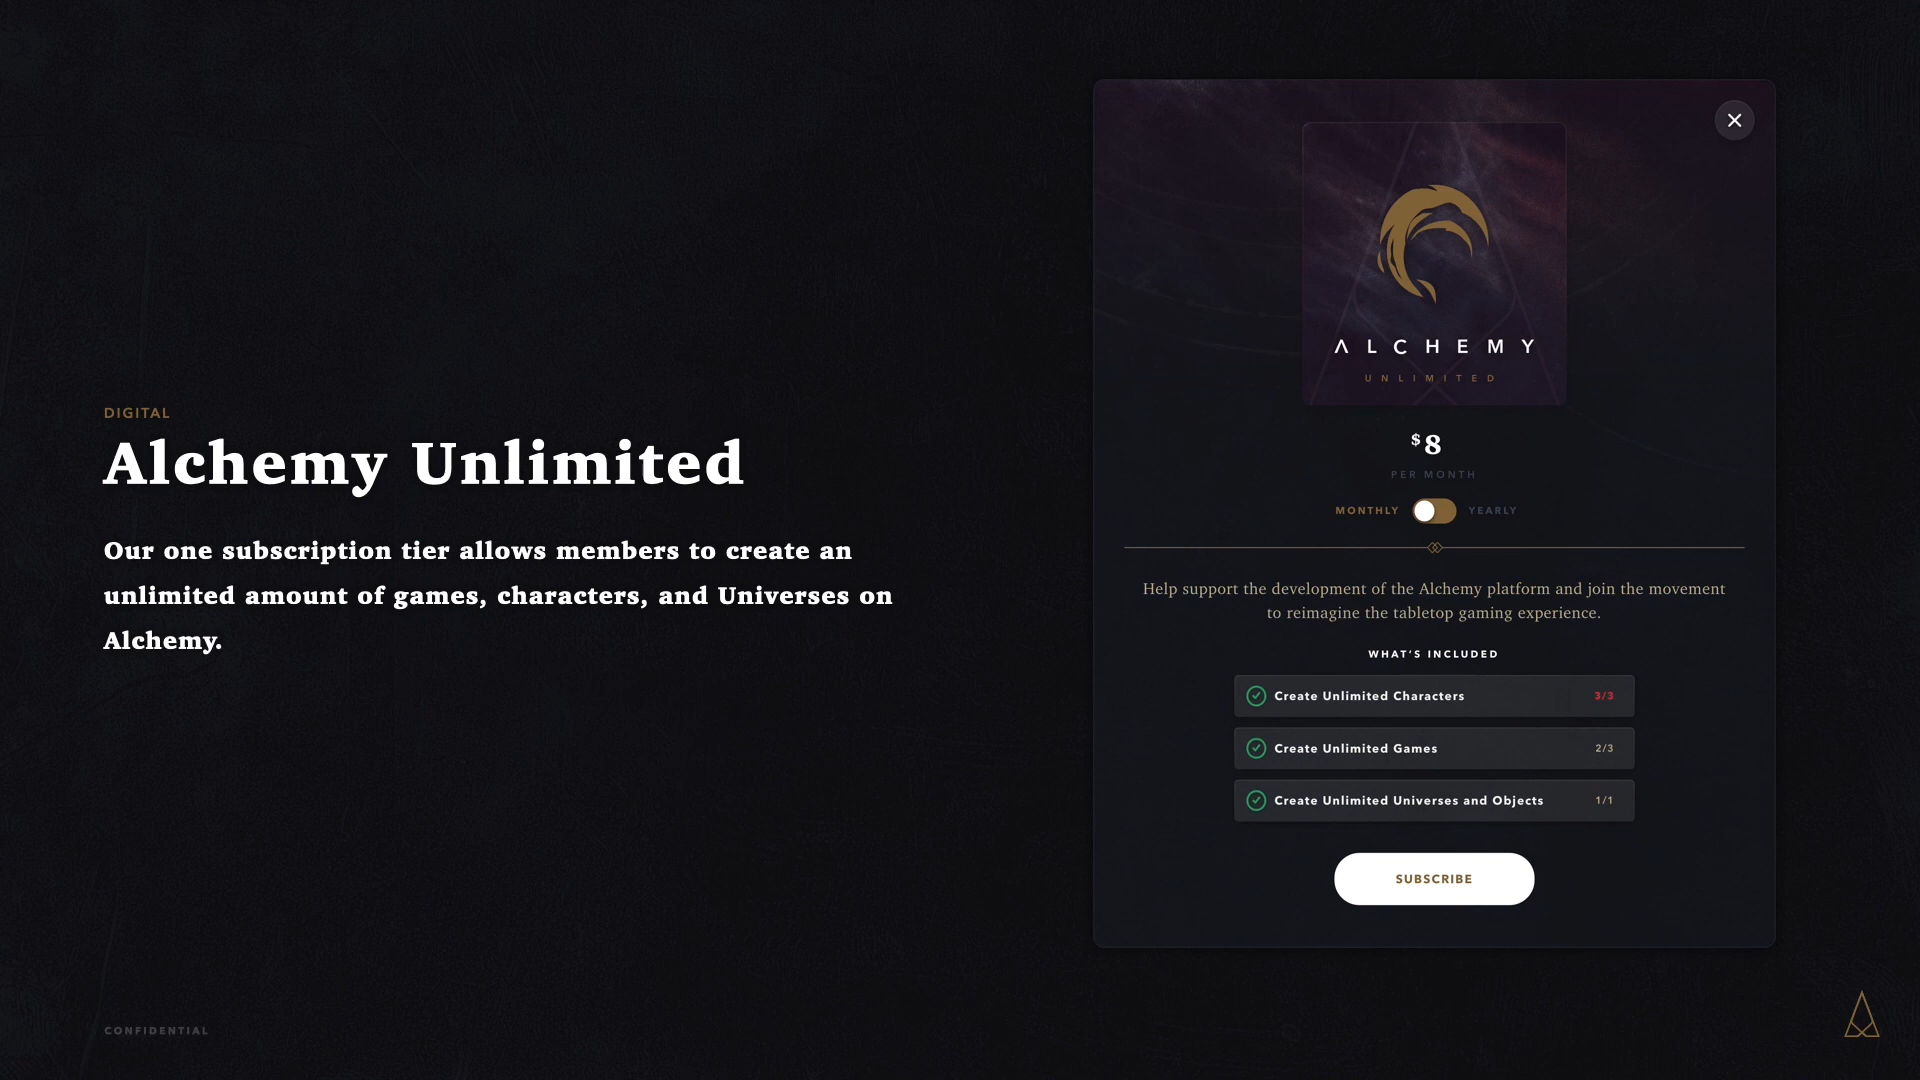 DIGITAL
Alchemy Unlimited
Our one subscription tier allows members to create an
unlimited amount of games, characters, and Universes on
Alchemy.
CONFIDENTIAL
ALCHEMY
UNLIMITED
$8
PER MONTH
MONTHLY YEARLY
Help support the development of the Alchemy platform and join the movement
to reimagine the tabletop gaming experience.
WHAT'S INCLUDED
Create Unlimited Characters 3/3
Create Unlimited Games 2/3
Create Unlimited Universes and Objects 1/1
SUBSCRIBE